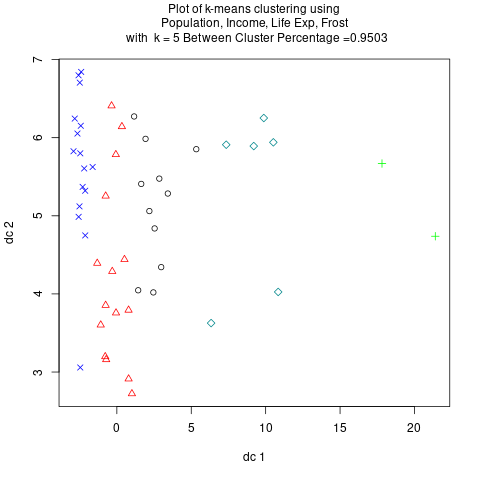 Plot of k-means clustering using
Population, Income, Life Exp, Frost
with k = 5 Between Cluster Percentage =0.9503
7
6
5
4
3
dc 2
0
5
10
15
20
dc 1